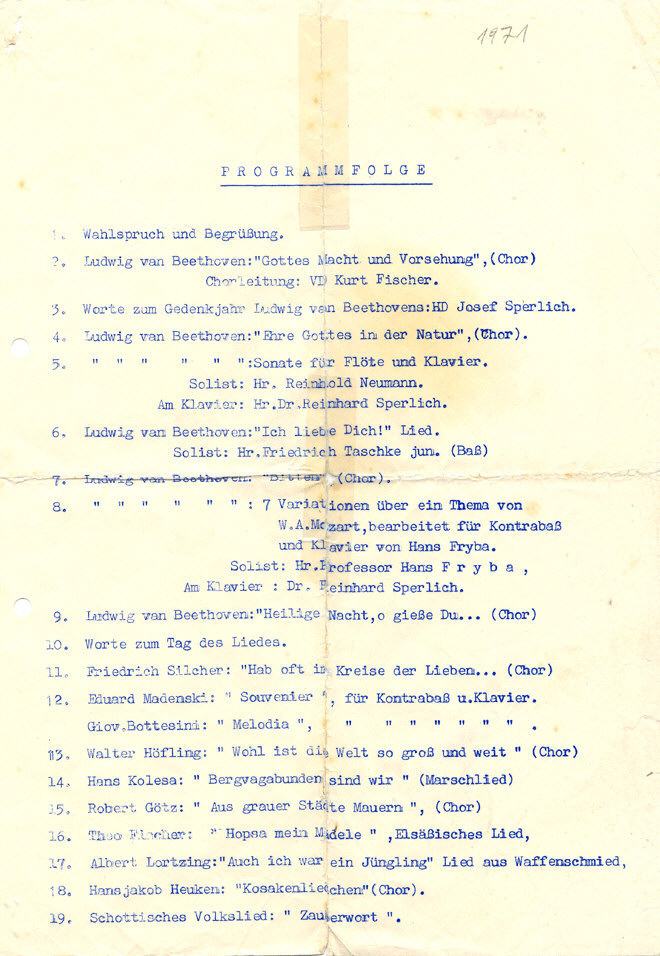 1971
PROGRAMMFOLGE
1. Wahlspruch und Begrüßung.
2. Ludwig van Beethoven:"Gottes Macht und Vorsehung",(Chor)
Chorleitung: VD Kurt Fischer.
3. Worte zum Gedenkjahr Ludwig van Beethovens:HD Josef Sperlich.
4. Ludwig van Beethoven:"Ehre Gottes in der Natur",(Chor).
5. " " " " " ":Sonate für Flöte und Klavier.
Solist: Hr. Reinhold Neumann.
Am Klavier: Hr.Dr.Reinhard Sperlich.
6. Ludwig van Beethoven:"Ich liebe Dich!" Lied.
Solist: Hr.Friedrich Taschke jun. (Baß)
7. Ludwig van Beethoven: "Bitten" (Chor).
8. " " " " " " : 7 Variationen über ein Thema von
W.A.Mozart,bearbeitet für Kontrabaß
und Klavier von Hans Fryba.
Solist: Hr.Professor Hans F r y b a ,
Am Klavier : Dr. Reinhard Sperlich.
9. Ludwig van Beethoven:"Heilige Nacht,o gieße Du... (Chor)
10. Worte zum Tag des Liedes.
11. Friedrich Silcher: "Hab oft im Kreise der Lieben... (Chor)
12. Eduard Madenski: " Souvenier ", für Kontrabaß u.Klavier.
Giov.Bottesini: " Melodia ", " " " " " " " .
13. Walter Höfling: " Wohl ist die Welt so groß und weit " (Chor)
14. Hans Kolesa: " Bergvagabunden sind wir " (Marschlied)
15. Robert Götz: " Aus grauer Städte Mauern ", (Chor)
16. Theo Fischer: " Hopsa mein Mädele " ,Elsäßisches Lied,
17. Albert Lortzing:"Auch ich war ein Jüngling" Lied aus Waffenschmied,
18. Hansjakob Heuken: "Kosakenliedchen"(Chor).
19. Schottisches Volkslied: " Zauberwort ".